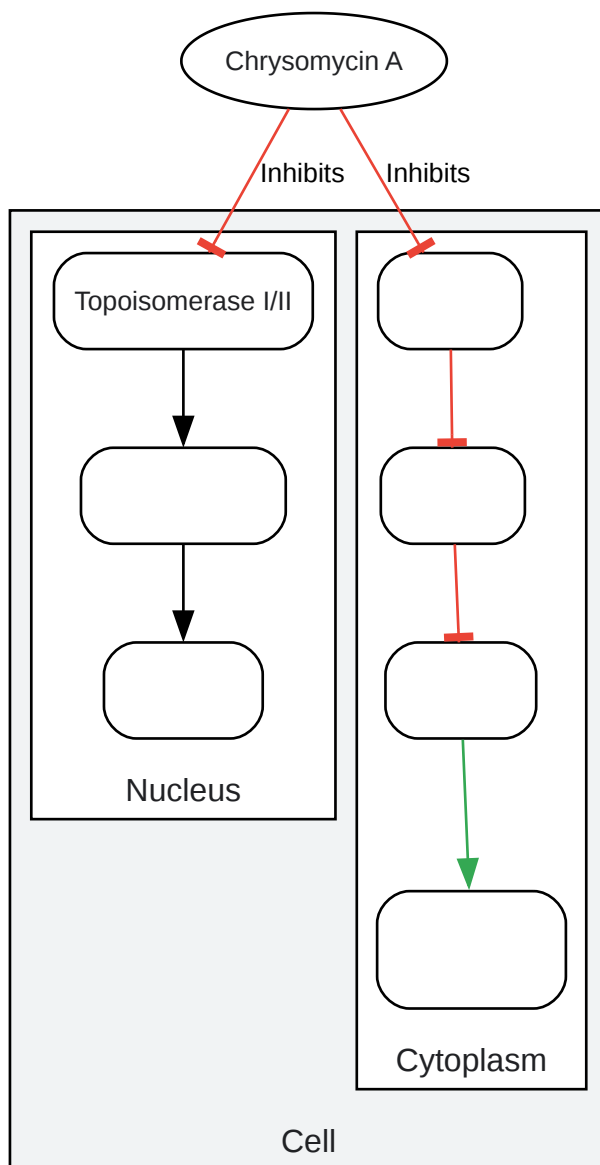 Chrysomycin A
Inhibits
Inhibits
Topoisomerase I/II
Nucleus
Cytoplasm
Cell